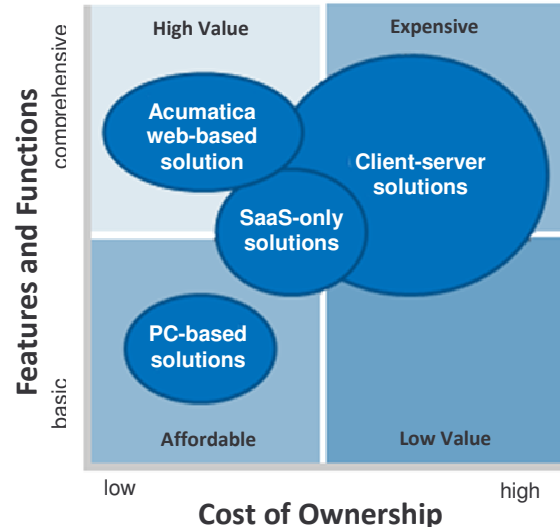 High Value
Expensive
comprehensive
Features and Functions
Acumatica
web-based
solution
Client-server
solutions
SaaS-only
solutions
PC-based
solutions
basic
Affordable
Low Value
low
high
Cost of Ownership